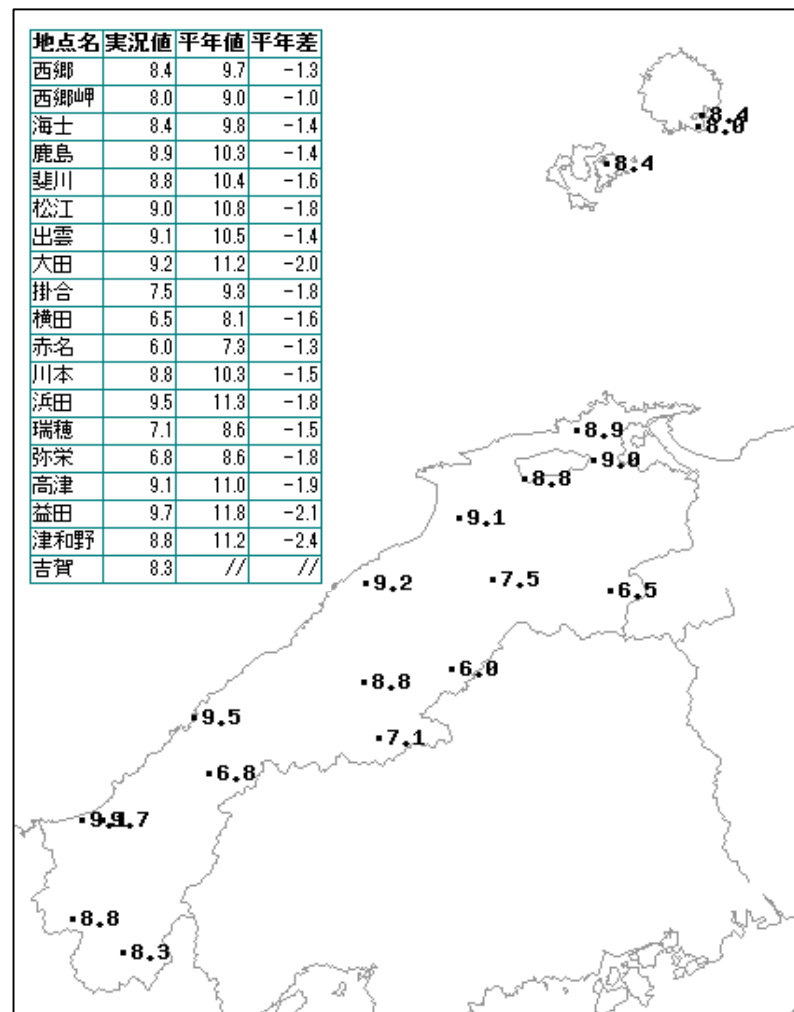 地点名 実況値 平年値 平年差
西郷 8.4 9.7 -1.3
西郷岬 8.0 9.0 -1.0
海士 8.4 9.8 -1.4
鹿島 8.9 10.3 -1.4
斐川 8.8 10.4 -1.6
松江 9.0 10.8 -1.8
出雲 9.1 10.5 -1.4
大田 9.2 11.2 -2.0
掛合 7.5 9.3 -1.8
横田 6.5 8.1 -1.6
赤名 6.0 7.3 -1.3
川本 8.8 10.3 -1.5
浜田 9.5 11.3 -1.8
瑞穂 7.1 8.6 -1.5
弥栄 6.8 8.6 -1.8
高津 9.1 11.0 -1.9
益田 9.7 11.8 -2.1
津和野 8.8 11.2 -2.4
吉賀 8.3 // //
8.4
8.0
8.4
8.9
9.0
8.8
9.1
9.2
7.5
6.5
6.0
8.8
9.5
7.1
6.8
9.1
9.7
8.8
8.3